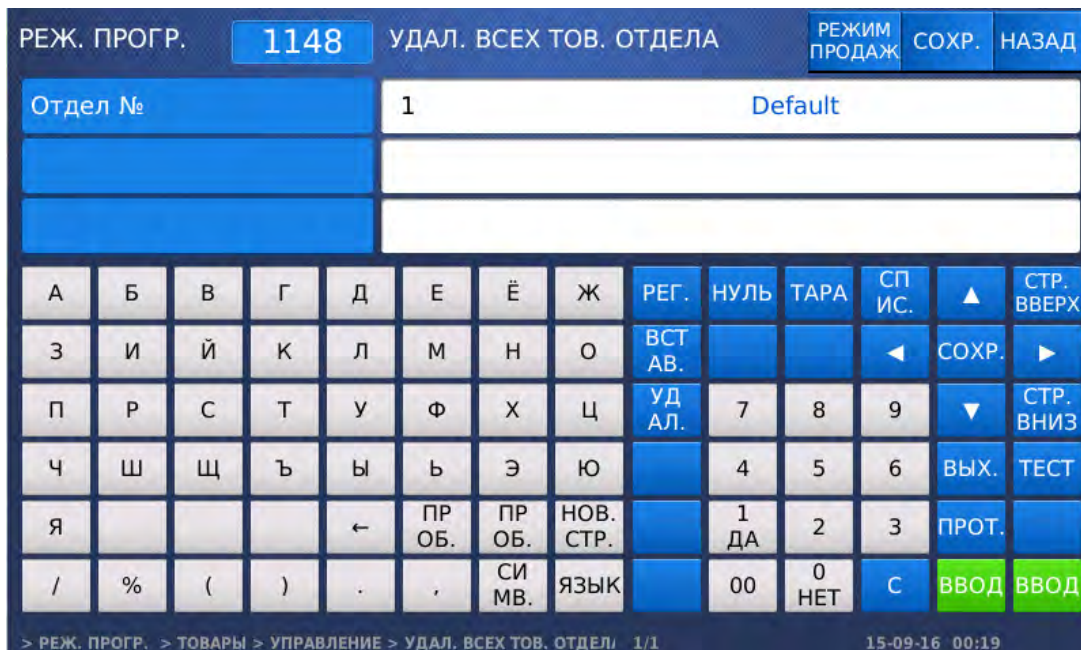 РЕЖ. ПРОГР. 1148 УДАЛ. ВСЕХ ТОВ. ОТДЕЛА РЕЖИМ ПРОДАЖ СОХР. НАЗАД
Отдел № 1 Default
А Б В Г Д Е Ё Ж РЕГ. НУЛЬ ТАРА СП ИС. ▲ СТР. ВВЕРХ
З И Й К Л М Н О ВСТ АВ. ◀ СОХР. ▶
П Р С Т У Ф Х Ц УД АЛ. 7 8 9 ▼ СТР. ВНИЗ
Ч Ш Щ Ъ Ы Ь Э Ю 4 5 6 ВЫХ. ТЕСТ
Я ← ПР ОБ. ПР ОБ. НОВ. СТР. 1 ДА 2 3 ПРОТ.
/ % ( ) . , СИ МВ. ЯЗЫК 00 0 НЕТ С ВВОД ВВОД
> РЕЖ. ПРОГР. > ТОВАРЫ > УПРАВЛЕНИЕ > УДАЛ. ВСЕХ ТОВ. ОТДЕЛ 1/1 15-09-16 00:19